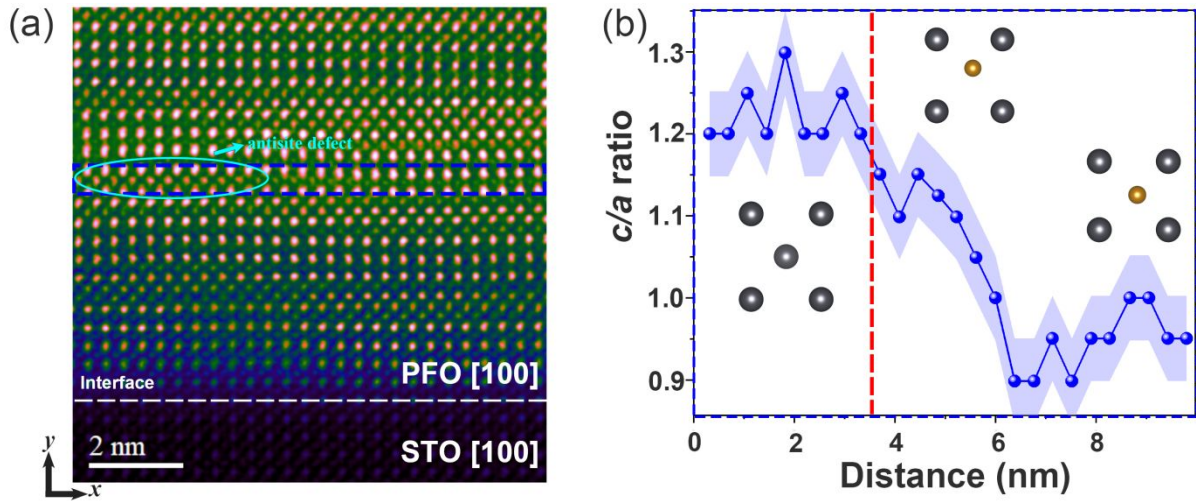 (a)
antisite defect
PFO [100]
Interface
STO [100]
2 nm
y
x
(b)
c/a ratio
1.3
1.2
1.1
1.0
0.9
0
2
4
6
8
Distance (nm)